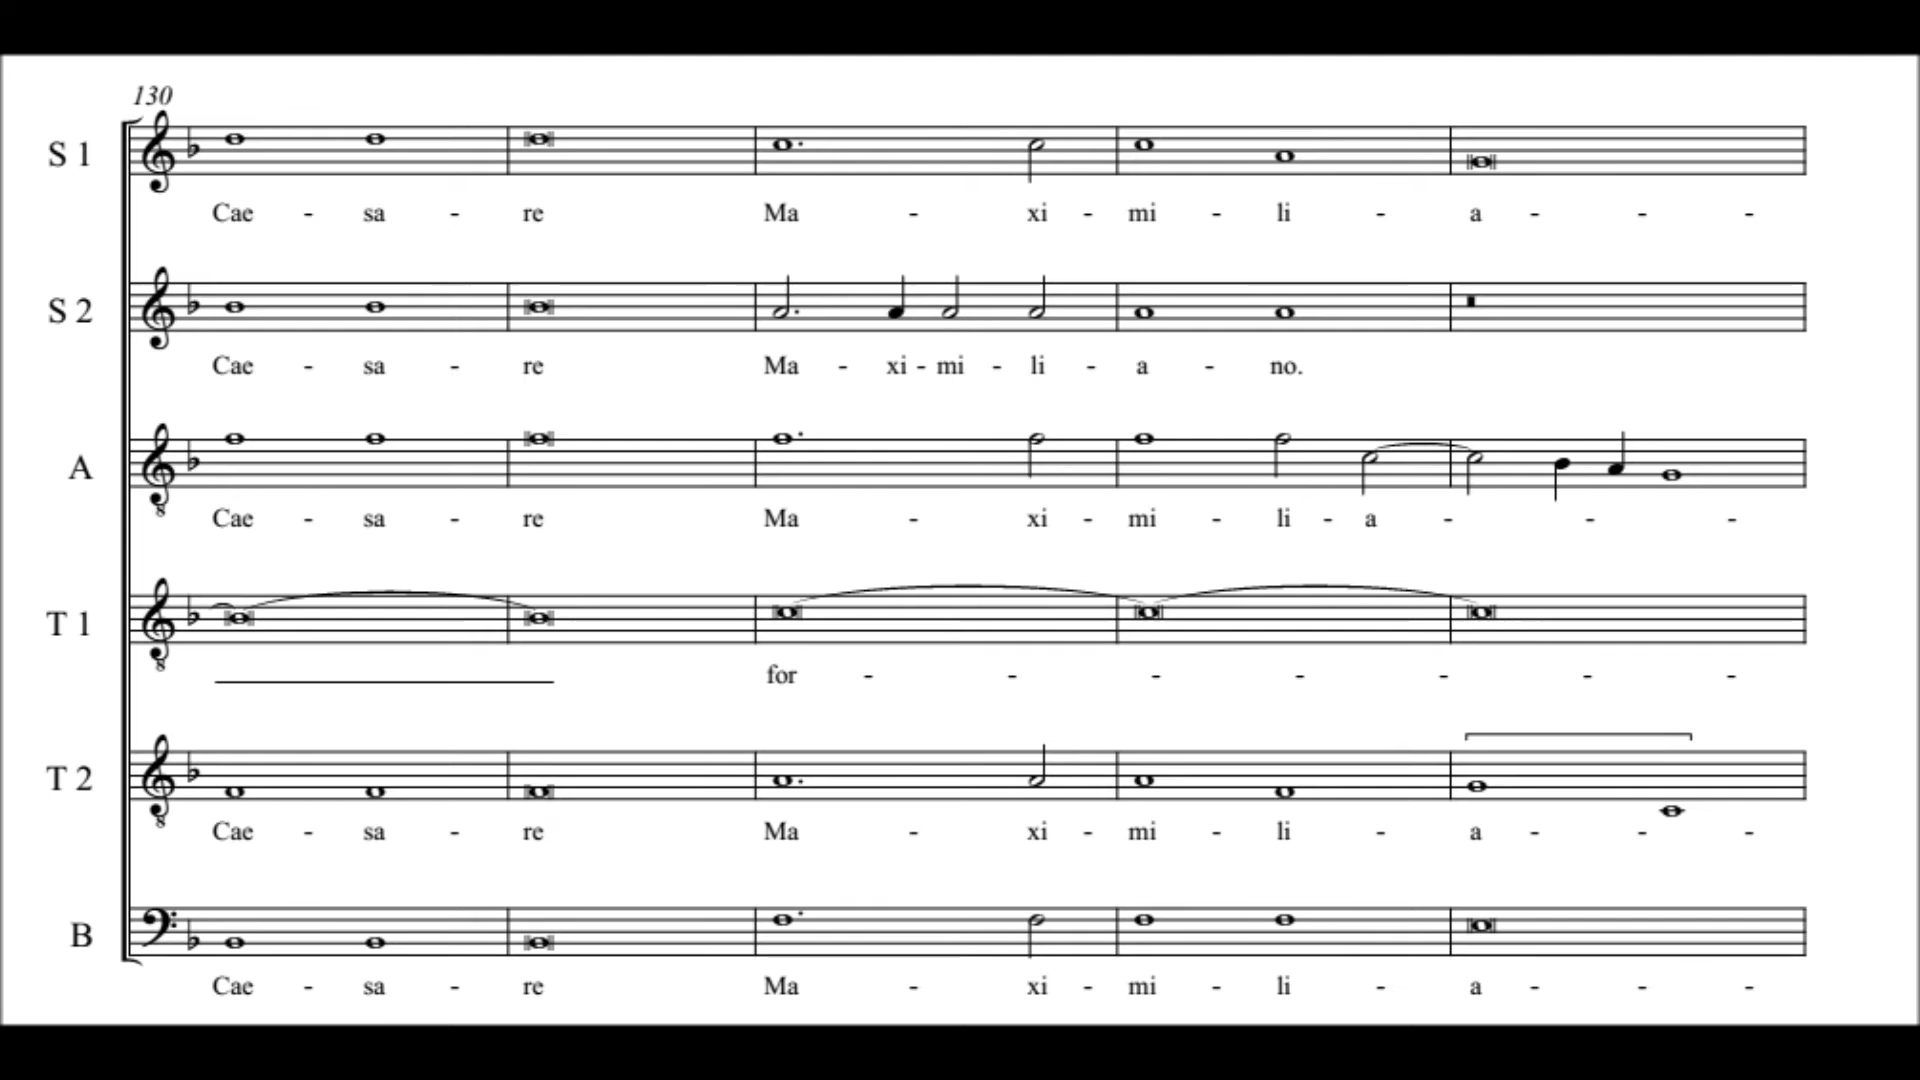 130
S 1
Cae - sa - re Ma - xi - mi - li - a - - -
S 2
Cae - sa - re Ma - xi - mi - li - a - no.
A
Cae - sa - re Ma - xi - mi - li - a - - -
T 1
for - - - - - - -
T 2
Cae - sa - re Ma - xi - mi - li - a - - -
B
Cae - sa - re Ma - xi - mi - li - a - - -